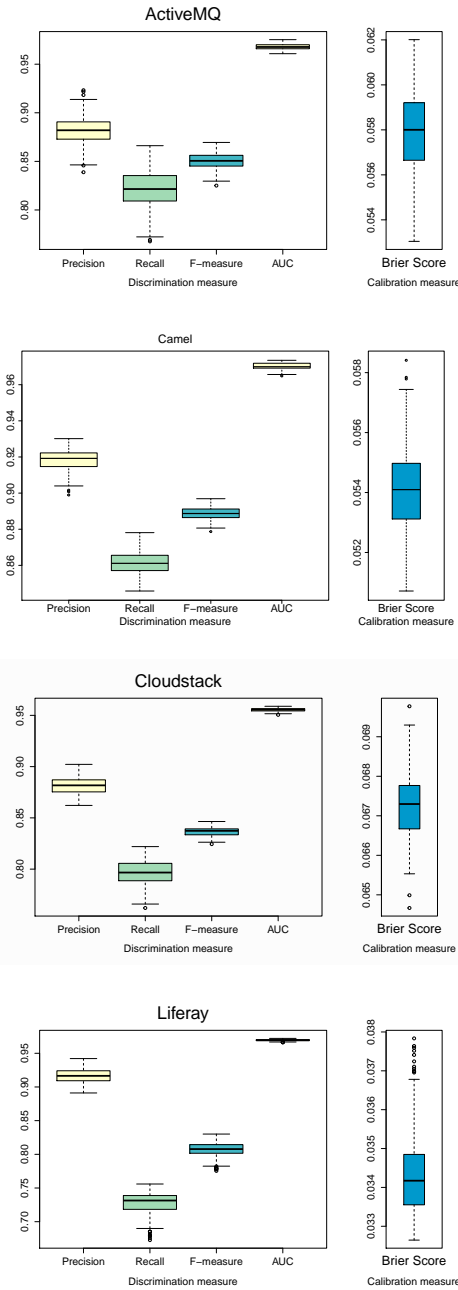 ActiveMQ
0.95
0.90
0.85
0.80
Precision Recall F−measure AUC
Discrimination measure
0.062
0.060
0.058
0.056
0.054
Brier Score
Calibration measure
Camel
0.96
0.94
0.92
0.90
0.88
0.86
Precision Recall F−measure AUC
Discrimination measure
0.058
0.056
0.054
0.052
Brier Score
Calibration measure
Cloudstack
0.95
0.90
0.85
0.80
Precision Recall F−measure AUC
Discrimination measure
0.069
0.068
0.067
0.066
0.065
Brier Score
Calibration measure
Liferay
0.95
0.90
0.85
0.80
0.75
0.70
Precision Recall F−measure AUC
Discrimination measure
0.038
0.037
0.036
0.035
0.034
0.033
Brier Score
Calibration measure